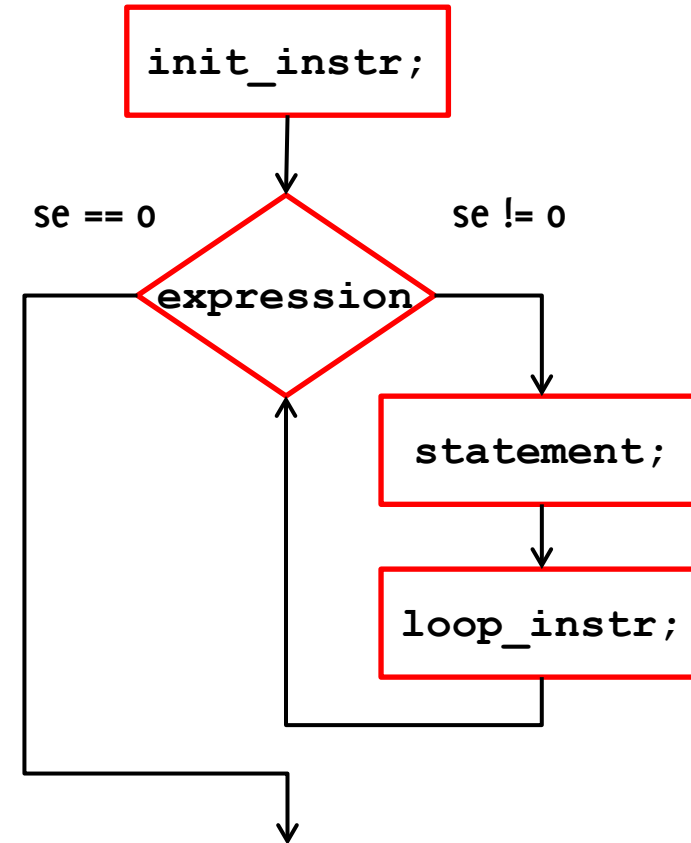 init_instr;
se == 0
se != 0
expression
statement;
loop_instr;